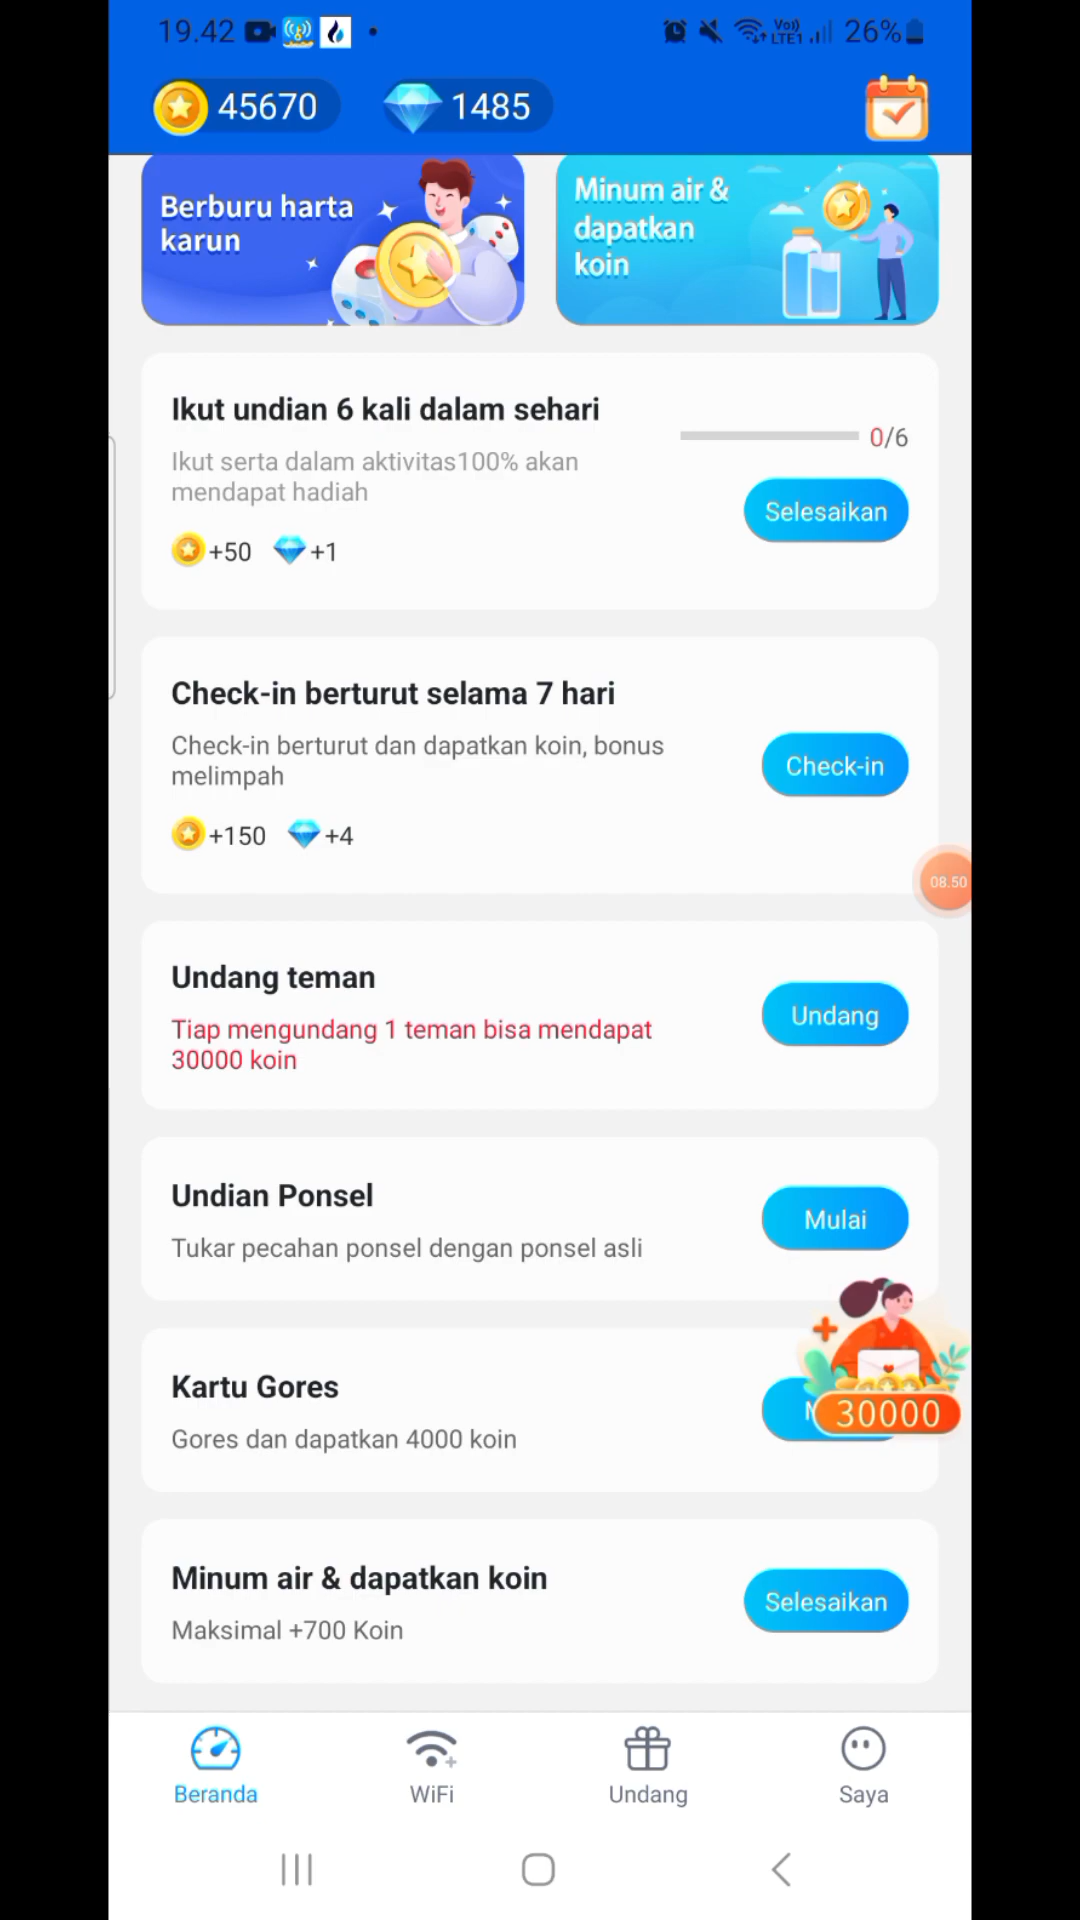 19.42
Vo))
LTE1
26%
45670
1485
Berburu harta
karun
Minum air &
dapatkan
koin
Ikut undian 6 kali dalam sehari
0/6
Ikut serta dalam aktivitas100% akan
mendapat hadiah
Selesaikan
+50
+1
Check-in berturut selama 7 hari
Check-in berturut dan dapatkan koin, bonus
melimpah
Check-in
+150
+4
08.50
Undang teman
Tiap mengundang 1 teman bisa mendapat
30000 koin
Undang
Undian Ponsel
Tukar pecahan ponsel dengan ponsel asli
Mulai
Kartu Gores
Gores dan dapatkan 4000 koin
30000
Minum air & dapatkan koin
Maksimal +700 Koin
Selesaikan
Beranda
WiFi
Undang
Saya